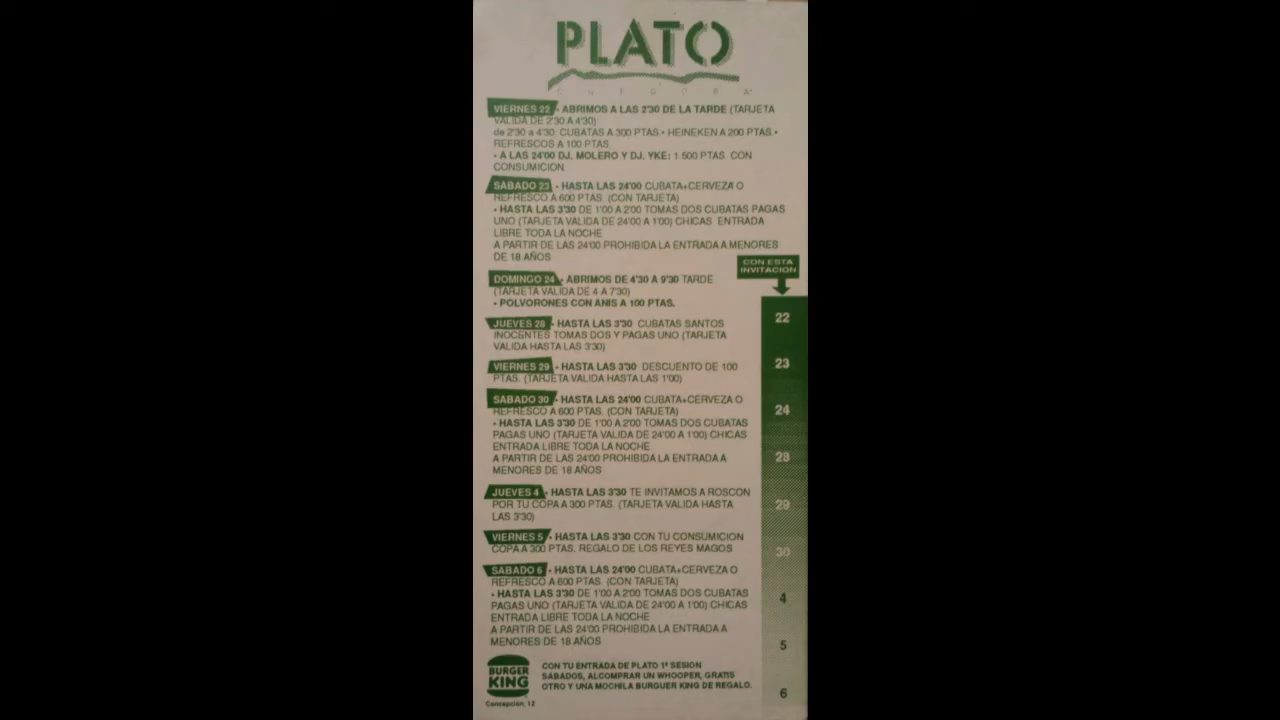 PLATO
VIERNES 22 • ABRIMOS A LAS 2'30 DE LA TARDE (TARJETA
VALIDA DE 2'30 A 4'30)
de 2'30 a 4'30: CUBATAS A 300 PTAS.• HEINEKEN A 200 PTAS.•
REFRESCOS A 100 PTAS.
• A LAS 24'00 DJ. MOLERO Y DJ. YKE: 1.500 PTAS. CON
CONSUMICION.
SABADO 23 • HASTA LAS 24'00 CUBATA+CERVEZA O
REFRESCO A 600 PTAS. (CON TARJETA)
• HASTA LAS 3'30 DE 1'00 A 2'00 TOMAS DOS CUBATAS PAGAS
UNO (TARJETA VALIDA DE 24'00 A 1'00) CHICAS ENTRADA
LIBRE TODA LA NOCHE
A PARTIR DE LAS 24'00 PROHIBIDA LA ENTRADA A MENORES
DE 18 AÑOS
CON ESTA
INVITACION
DOMINGO 24 • ABRIMOS DE 4'30 A 9'30 TARDE
(TARJETA VALIDA DE 4 A 7'30)
• POLVORONES CON ANIS A 100 PTAS.
JUEVES 28 • HASTA LAS 3'30 CUBATAS SANTOS
INOCENTES TOMAS DOS Y PAGAS UNO (TARJETA
VALIDA HASTA LAS 3'30)
VIERNES 29 • HASTA LAS 3'30 DESCUENTO DE 100
PTAS. (TARJETA VALIDA HASTA LAS 1'00)
SABADO 30 • HASTA LAS 24'00 CUBATA+CERVEZA O
REFRESCO A 600 PTAS. (CON TARJETA)
• HASTA LAS 3'30 DE 1'00 A 2'00 TOMAS DOS CUBATAS
PAGAS UNO (TARJETA VALIDA DE 24'00 A 1'00) CHICAS
ENTRADA LIBRE TODA LA NOCHE
A PARTIR DE LAS 24'00 PROHIBIDA LA ENTRADA A
MENORES DE 18 AÑOS
JUEVES 4 • HASTA LAS 3'30 TE INVITAMOS A ROSCON
POR TU COPA A 300 PTAS. (TARJETA VALIDA HASTA
LAS 3'30)
VIERNES 5 • HASTA LAS 3'30 CON TU CONSUMICION
COPA A 300 PTAS. REGALO DE LOS REYES MAGOS
SABADO 6 • HASTA LAS 24'00 CUBATA+CERVEZA O
REFRESCO A 600 PTAS. (CON TARJETA)
• HASTA LAS 3'30 DE 1'00 A 2'00 TOMAS DOS CUBATAS
PAGAS UNO (TARJETA VALIDA DE 24'00 A 1'00) CHICAS
ENTRADA LIBRE TODA LA NOCHE
A PARTIR DE LAS 24'00 PROHIBIDA LA ENTRADA A
MENORES DE 18 AÑOS
22
23
24
28
29
30
4
5
6
BURGER
KING
Concepción, 12
CON TU ENTRADA DE PLATO 1ª SESION
SABADOS, ALCOMPRAR UN WHOOPER, GRATIS
OTRO Y UNA MOCHILA BURGUER KING DE REGALO.